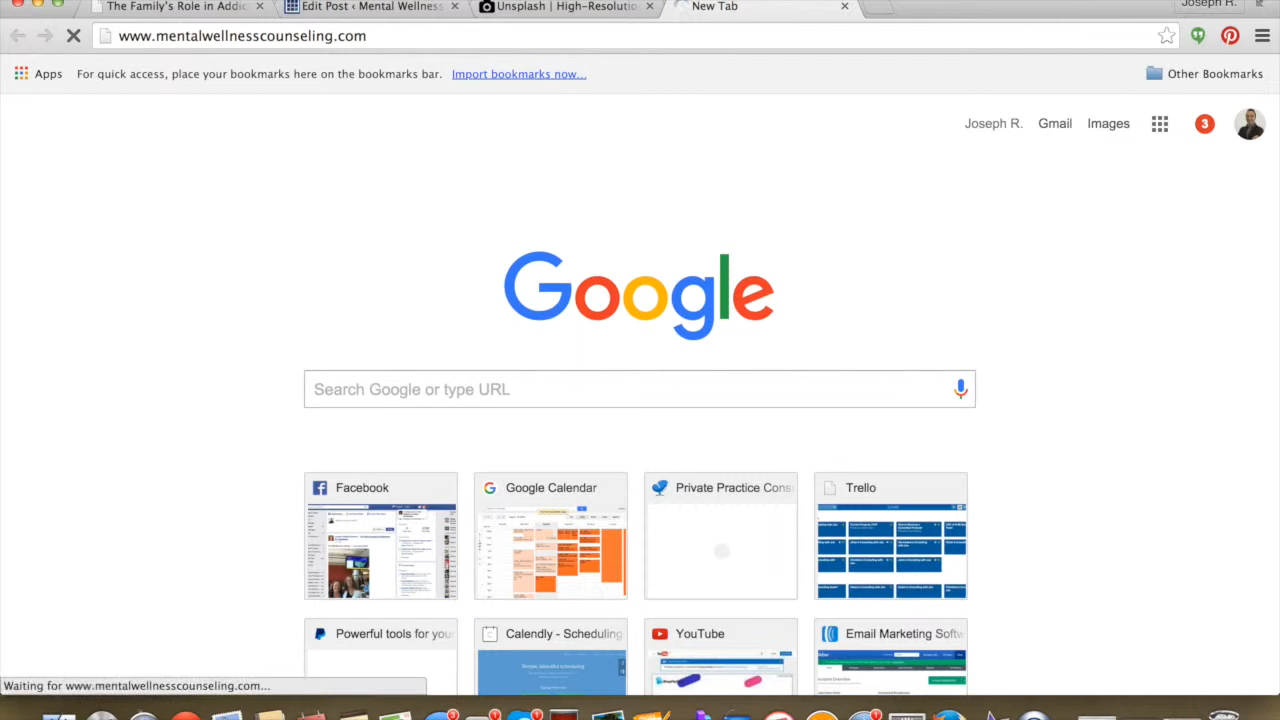 The Family's Role in Addic
Edit Post ‹ Mental Wellness
Unsplash | High-Resolutio
New Tab
Joseph R.
www.mentalwellnesscounseling.com
Apps
For quick access, place your bookmarks here on the bookmarks bar.
Import bookmarks now...
Other Bookmarks
Joseph R.
Gmail
Images
3
Google
Search Google or type URL
Facebook
Google Calendar
Private Practice Cons
Trello
Powerful tools for you
Calendly - Scheduling
YouTube
Email Marketing Softw
Waiting for www.mentalwellnesscounseling.com...